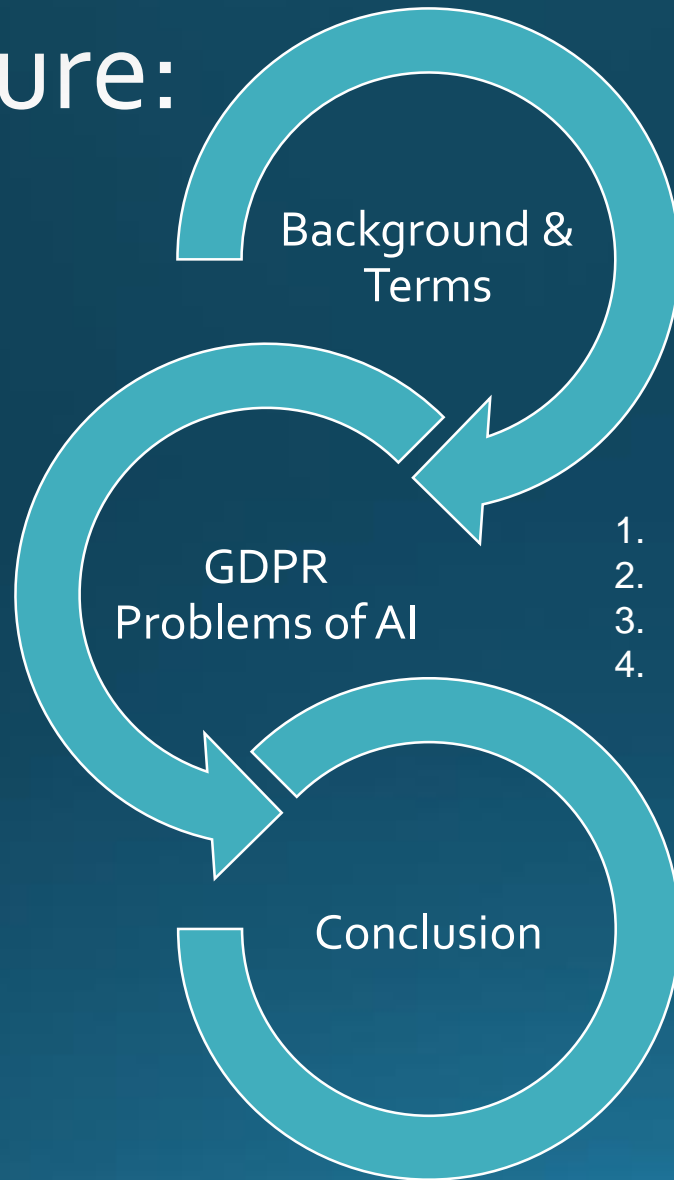 ure:
Background &
Terms
GDPR
Problems of AI
1.
2.
3.
4.
Conclusion